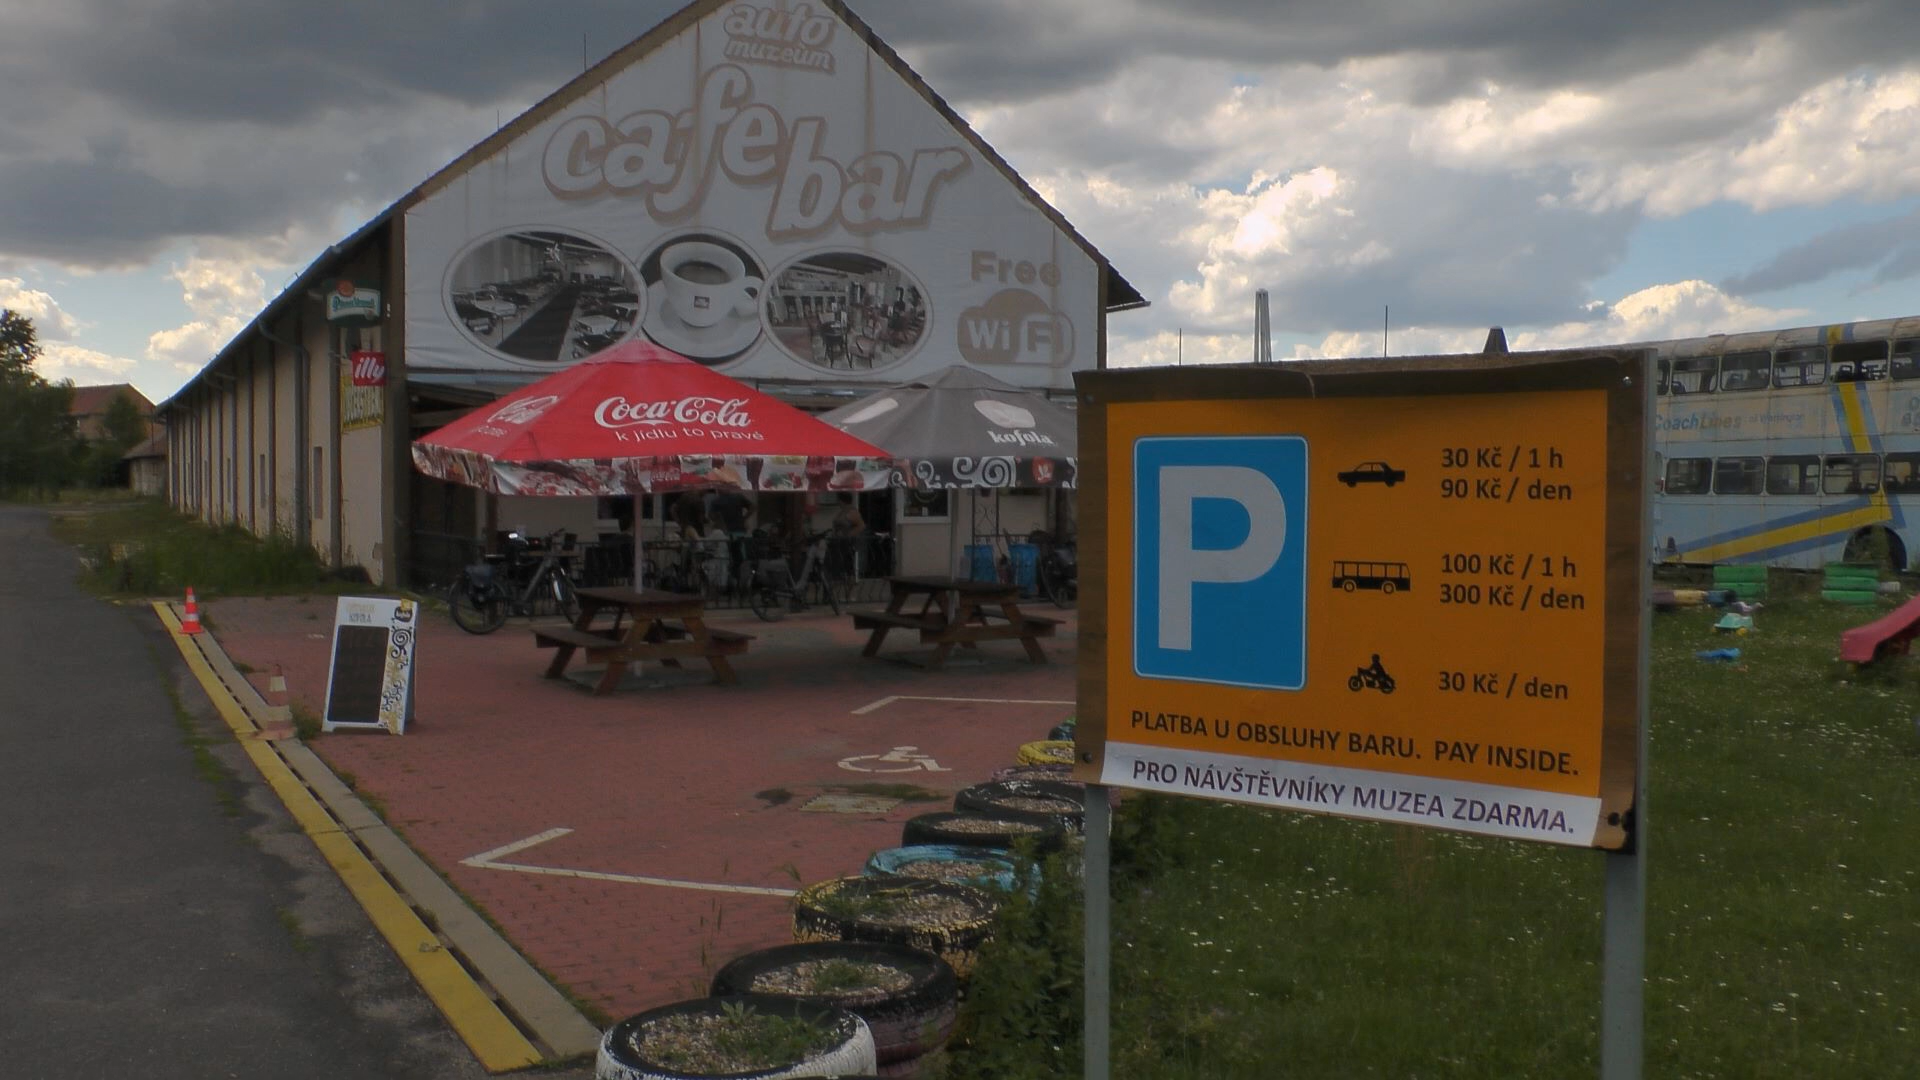 auto
muzeum
cafe bar
Free
WiFi
illy
Coca-Cola
k jídlu to pravé
kofola
CoachLines of Warrington
P
30 Kč / 1 h
90 Kč / den
100 Kč / 1 h
300 Kč / den
30 Kč / den
PLATBA U OBSLUHY BARU. PAY INSIDE.
PRO NÁVŠTĚVNÍKY MUZEA ZDARMA.